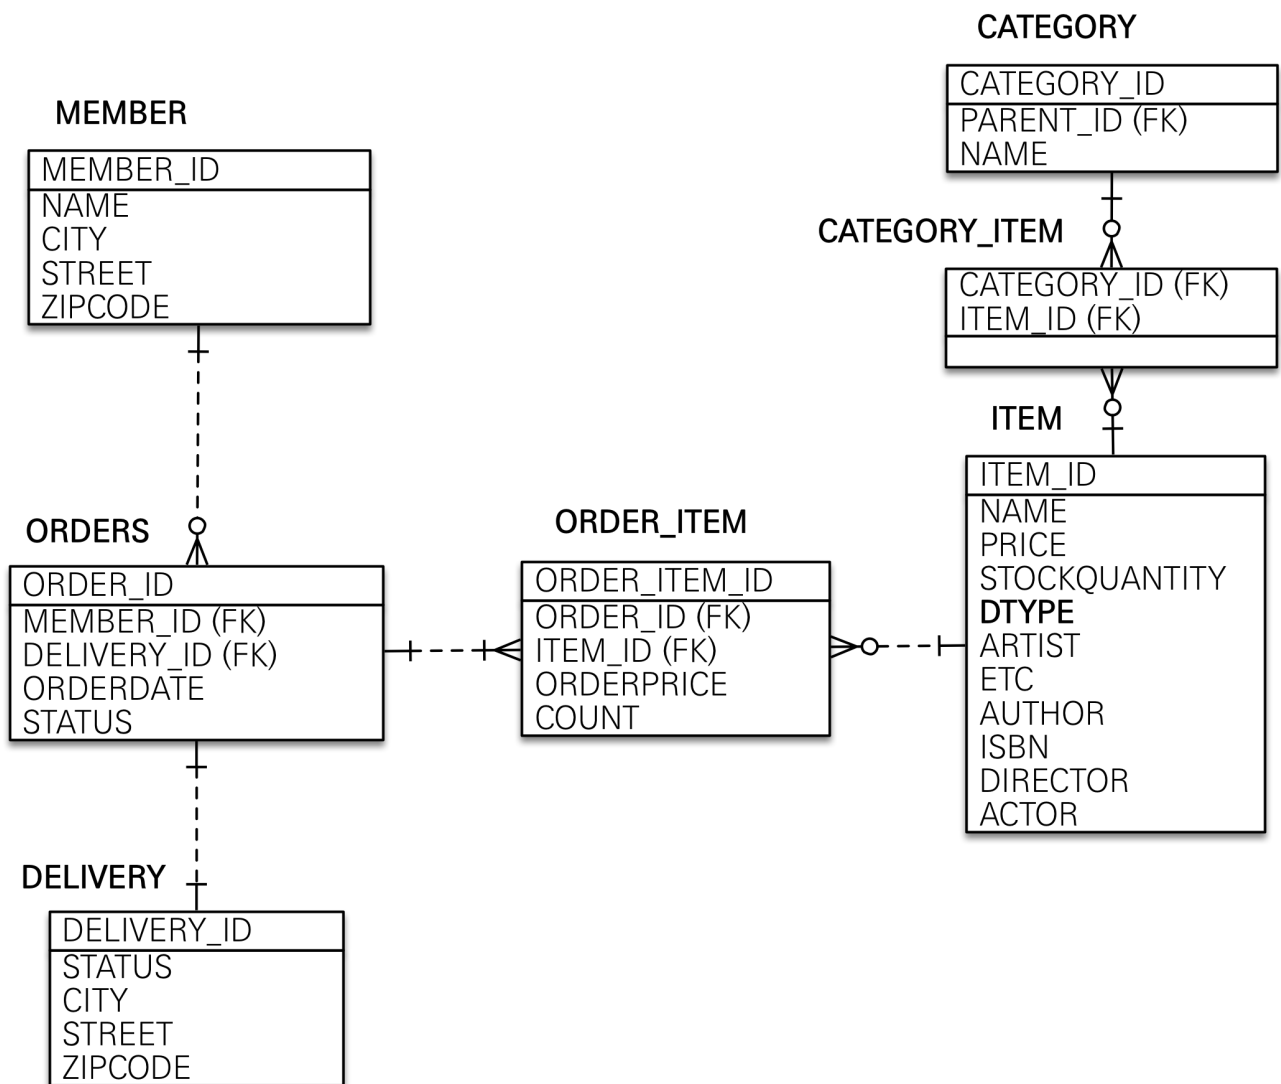 MEMBER
MEMBER_ID
NAME
CITY
STREET
ZIPCODE
ORDERS
ORDER_ID
MEMBER_ID (FK)
DELIVERY_ID (FK)
ORDERDATE
STATUS
DELIVERY
DELIVERY_ID
STATUS
CITY
STREET
ZIPCODE
ORDER_ITEM
ORDER_ITEM_ID
ORDER_ID (FK)
ITEM_ID (FK)
ORDERPRICE
COUNT
CATEGORY
CATEGORY_ID
PARENT_ID (FK)
NAME
CATEGORY_ITEM
CATEGORY_ID (FK)
ITEM_ID (FK)
ITEM
ITEM_ID
NAME
PRICE
STOCKQUANTITY
DTYPE
ARTIST
ETC
AUTHOR
ISBN
DIRECTOR
ACTOR